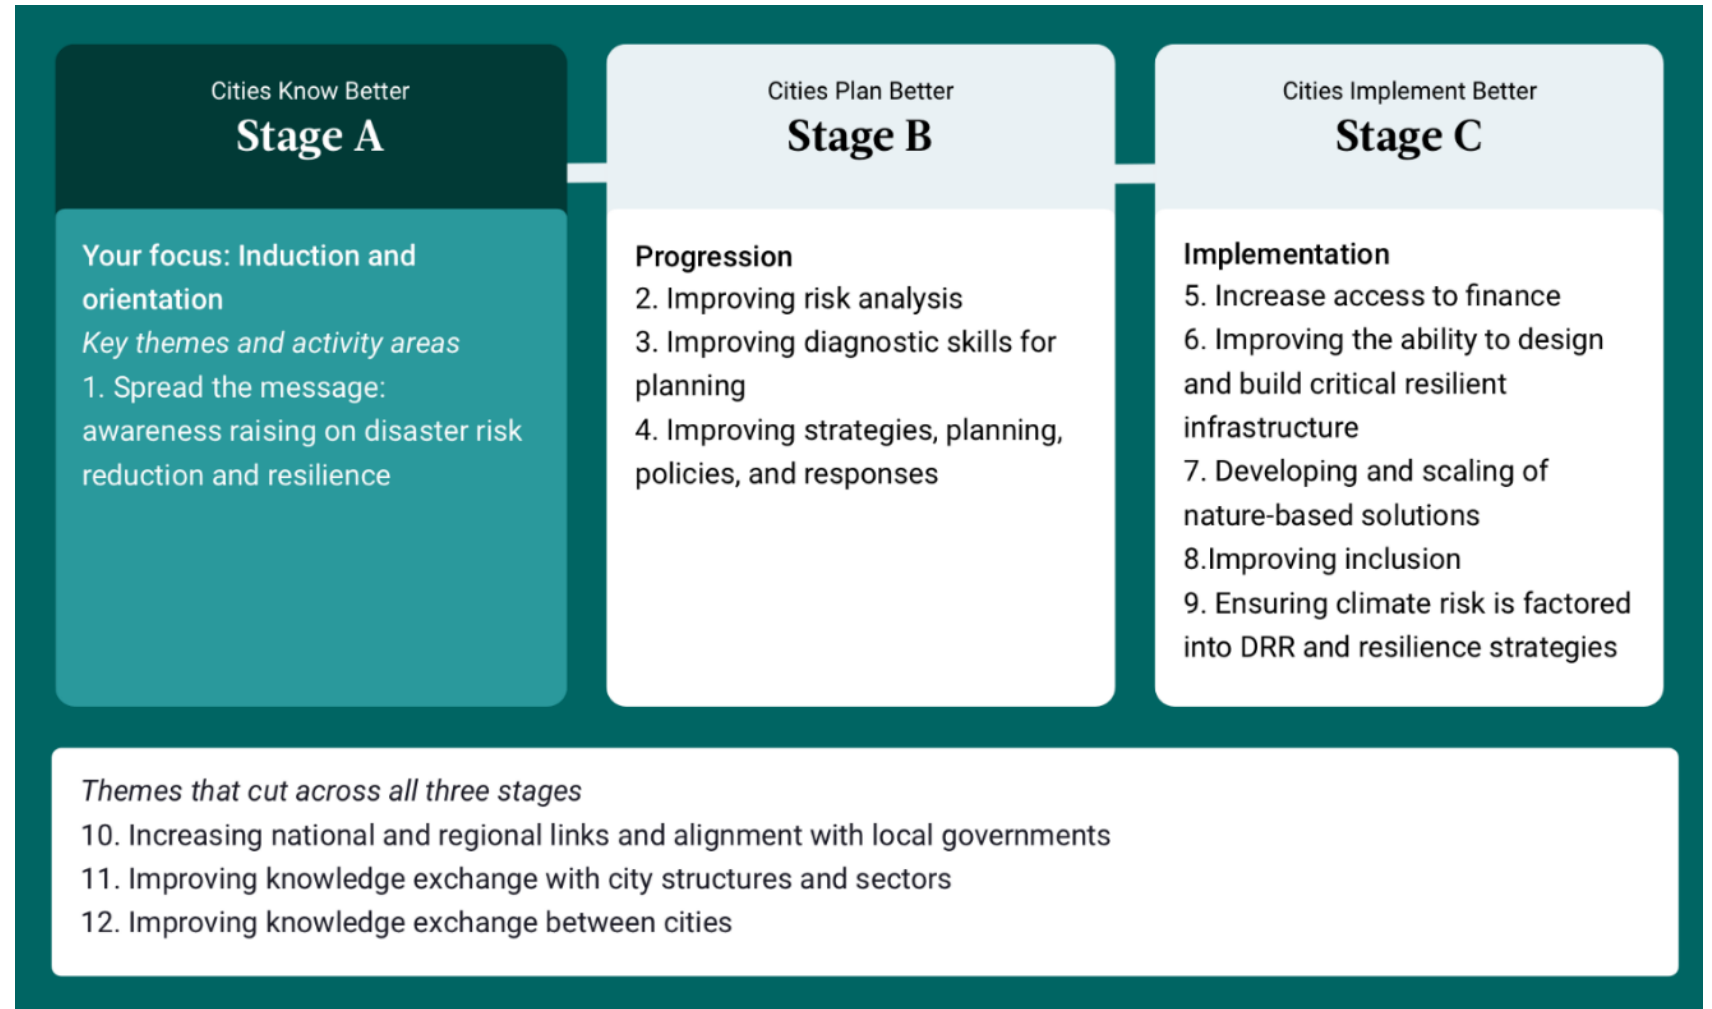 Cities Know Better
Stage A
Your focus: Induction and
orientation
Key themes and activity areas
1. Spread the message:
awareness raising on disaster risk
reduction and resilience
Cities Plan Better
Stage B
Progression
2. Improving risk analysis
3. Improving diagnostic skills for
planning
4. Improving strategies, planning,
policies, and responses
Cities Implement Better
Stage C
Implementation
5. Increase access to finance
6. Improving the ability to design
and build critical resilient
infrastructure
7. Developing and scaling of
nature-based solutions
8.Improving inclusion
9. Ensuring climate risk is factored
into DRR and resilience strategies
Themes that cut across all three stages
10. Increasing national and regional links and alignment with local governments
11. Improving knowledge exchange with city structures and sectors
12. Improving knowledge exchange between cities